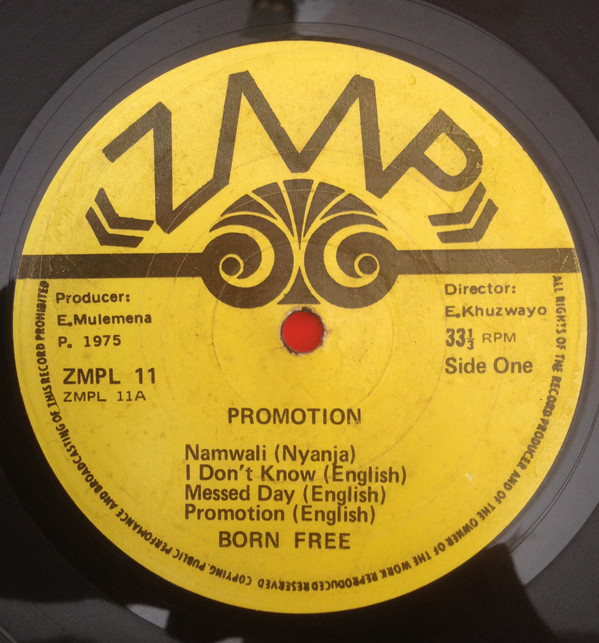 ZMP
Producer:
E.Mulemena
P. 1975
ZMPL 11
ZMPL 11A
Director:
E.Khuzwayo
33⅓ RPM
Side One
PROMOTION
Namwali (Nyanja)
I Don't Know (English)
Messed Day (English)
Promotion (English)
BORN FREE
ALL RIGHTS OF THE RECORD PRODUCER AND OF THE OWNER OF THE WORK REPRODUCED RESERVED COPYING, PUBLIC PERFOMANCE AND BROADCASTING OF THIS RECORD PROHIBITED